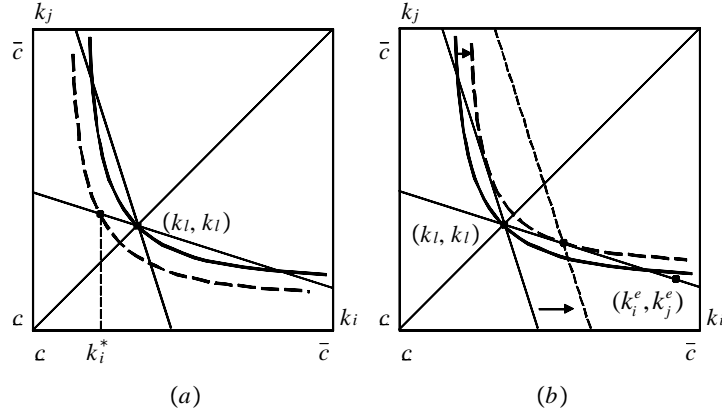 k_j k_j
c̄ c̄
(k_l, k_l) (k_l, k_l)
(k_i^e, k_j^e)
c̲ k_i c̲ k_i
c̲ k_i^* c̄ c̲ c̄
(a) (b)